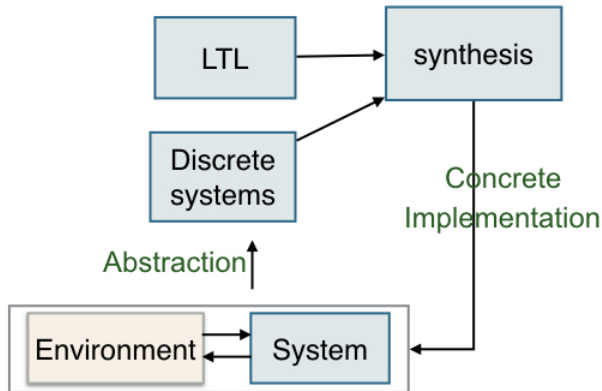 LTL
synthesis
Discrete
systems
Concrete
Implementation
Abstraction
Environment
System